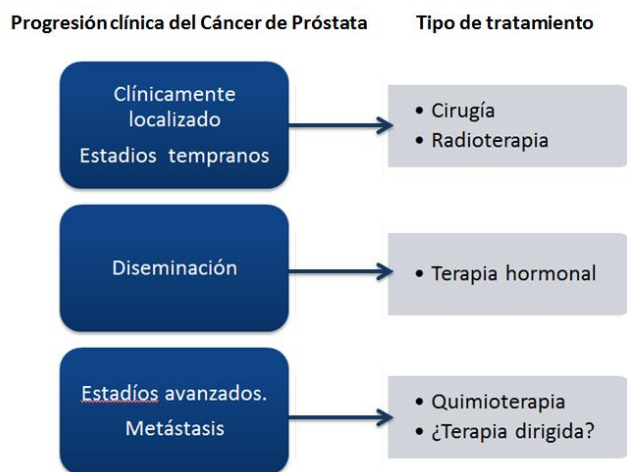 Progresión clínica del Cáncer de Próstata
Tipo de tratamiento
Clínicamente
localizado
Estadios tempranos
• Cirugía
• Radioterapia
Diseminación
• Terapia hormonal
Estadíos avanzados.
Metástasis
• Quimioterapia
• ¿Terapia dirigida?